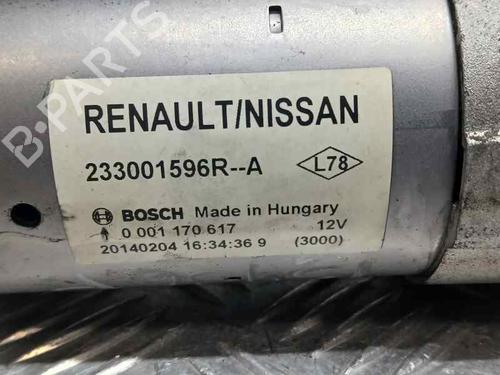 RENAULT/NISSAN
233001596R--A L78
BOSCH Made in Hungary
0 001 170 617 12V
20140204 16:34:36 9 (3000)
B-PARTS